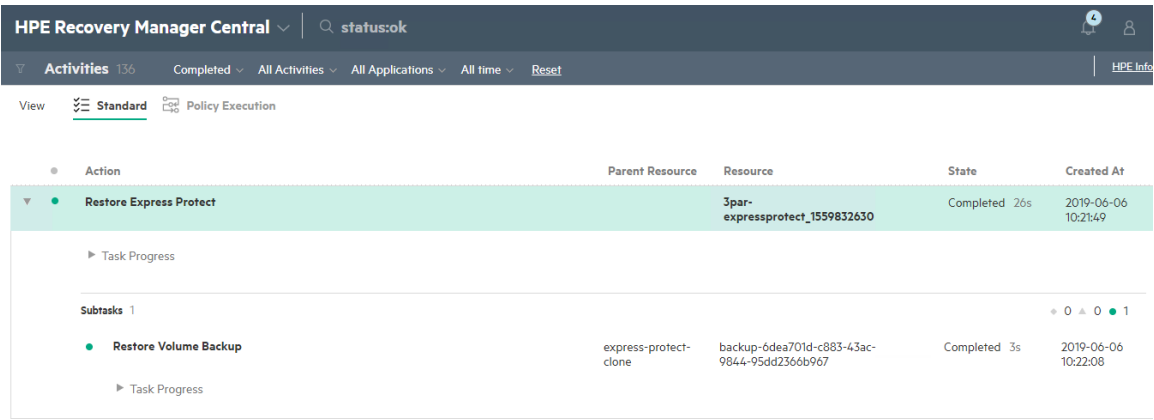 HPE Recovery Manager Central status:ok 4
Activities 136 Completed All Activities All Applications All time Reset HPE Info
View Standard Policy Execution
Action Parent Resource Resource State Created At
Restore Express Protect 3par- Completed 26s 2019-06-06
expressprotect_1559832630 10:21:49
Task Progress
Subtasks 1 0 0 1
Restore Volume Backup express-protect- backup-6dea701d-c883-43ac- Completed 3s 2019-06-06
clone 9844-95dd2366b967 10:22:08
Task Progress